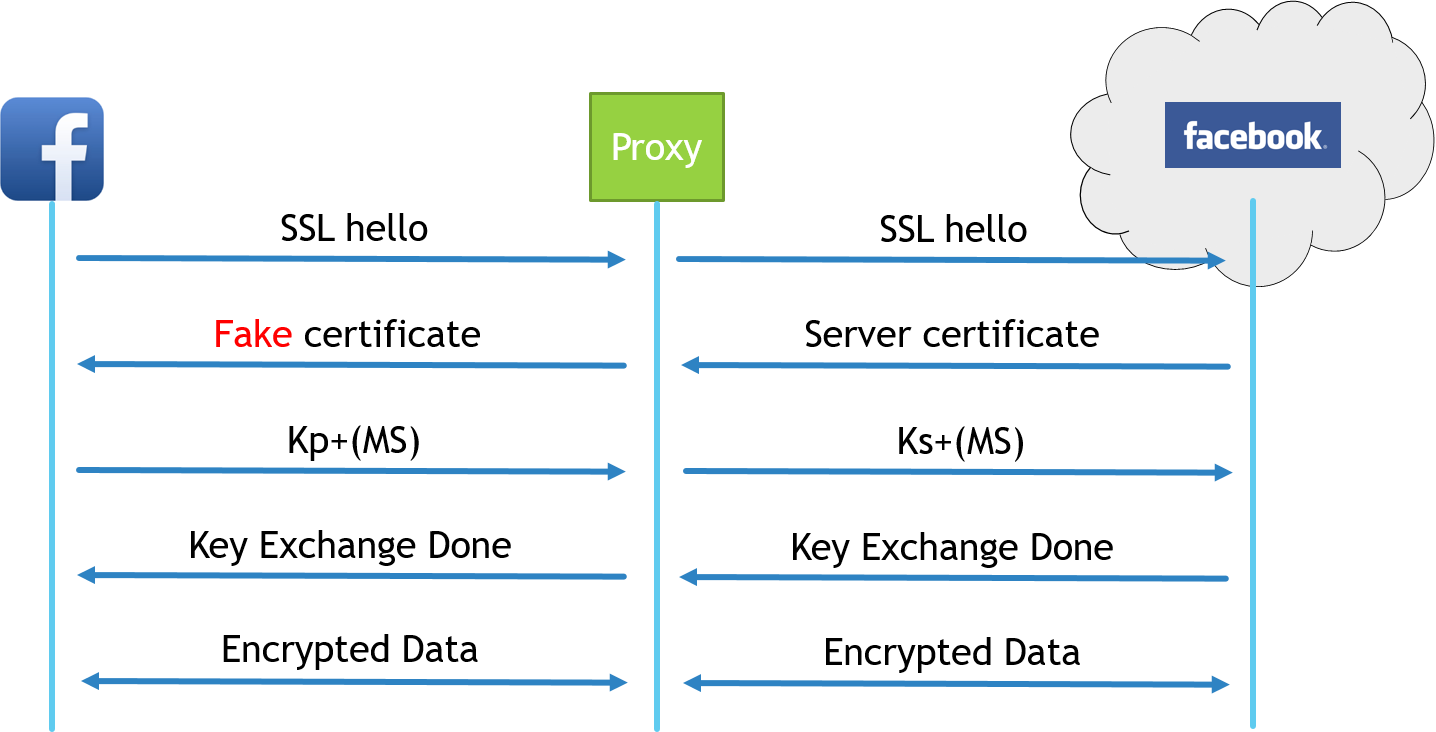 f
Proxy
facebook.
SSL hello
SSL hello
Fake certificate
Server certificate
Kp+(MS)
Ks+(MS)
Key Exchange Done
Key Exchange Done
Encrypted Data
Encrypted Data